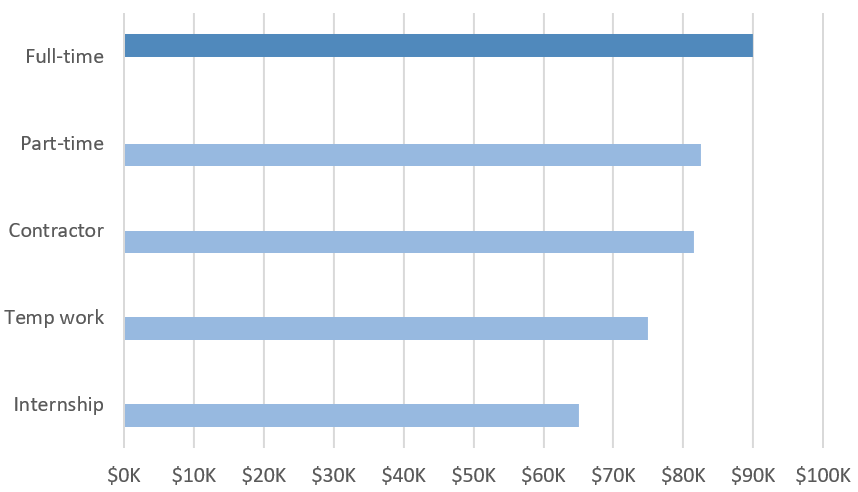 Full-time
Part-time
Contractor
Temp work
Internship
$0K $10K $20K $30K $40K $50K $60K $70K $80K $90K $100K